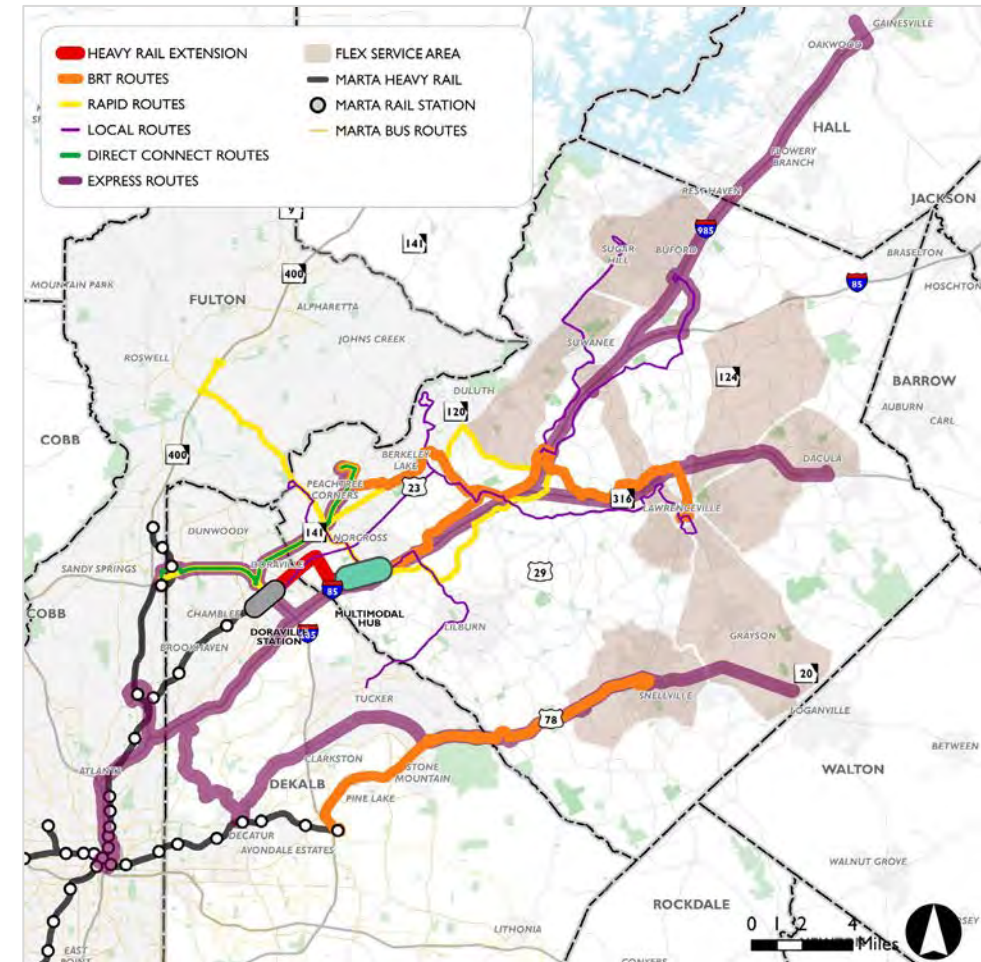 HEAVY RAIL EXTENSION
BRT ROUTES
RAPID ROUTES
LOCAL ROUTES
DIRECT CONNECT ROUTES
EXPRESS ROUTES
FLEX SERVICE AREA
MARTA HEAVY RAIL
MARTA RAIL STATION
MARTA BUS ROUTES
GAINESVILLE
OAKWOOD
HALL
FLOWERY
BRANCH
REST HAVEN
JACKSON
9
141
985
SUGAR
HILL
BUFORD
BRASELTON
400
85
HOSCHTON
MOUNTAIN PARK
FULTON
ALPHARETTA
JOHNS CREEK
SUWANEE
ROSWELL
124
BARROW
DULUTH
120
AUBURN
CARL
COBB
400
BERKELEY
LAKE
DACULA
PEACHTREE
CORNERS
23
316
LAWRENCEVILLE
DUNWOODY
141
NORCROSS
SANDY SPRINGS
DORAVILLE
29
85
COBB
CHAMBLEE
MULTIMODAL
HUB
DORAVILLE
STATION
LILBURN
BROOKHAVEN
GRAYSON
20
TUCKER
SNELLVILLE
LOGANVILLE
78
BETWEEN
ATLANTA
CLARKSTON
STONE
MOUNTAIN
WALTON
DEKALB
PINE LAKE
DECATUR
AVONDALE ESTATES
WALNUT GROVE
ROCKDALE
LITHONIA
0 1 2 4
Miles
EAST
POINT
CONYERS